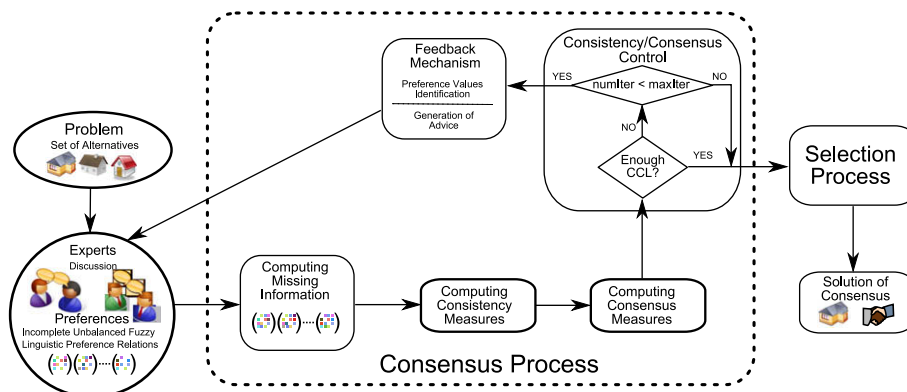 Problem
Set of Alternatives
Experts
Discussion
Preferences
Incomplete Unbalanced Fuzzy
Linguistic Preference Relations
( ) ( ) ····· ( )
Feedback
Mechanism
Preference Values
Identification
Generation of
Advice
Computing
Missing
Information
( ) ( ) ····· ( )
Computing
Consistency
Measures
Computing
Consensus
Measures
Consistency/Consensus
Control
YES
numIter < maxIter
NO
NO
Enough
CCL?
YES
Consensus Process
Selection
Process
Solution of
Consensus